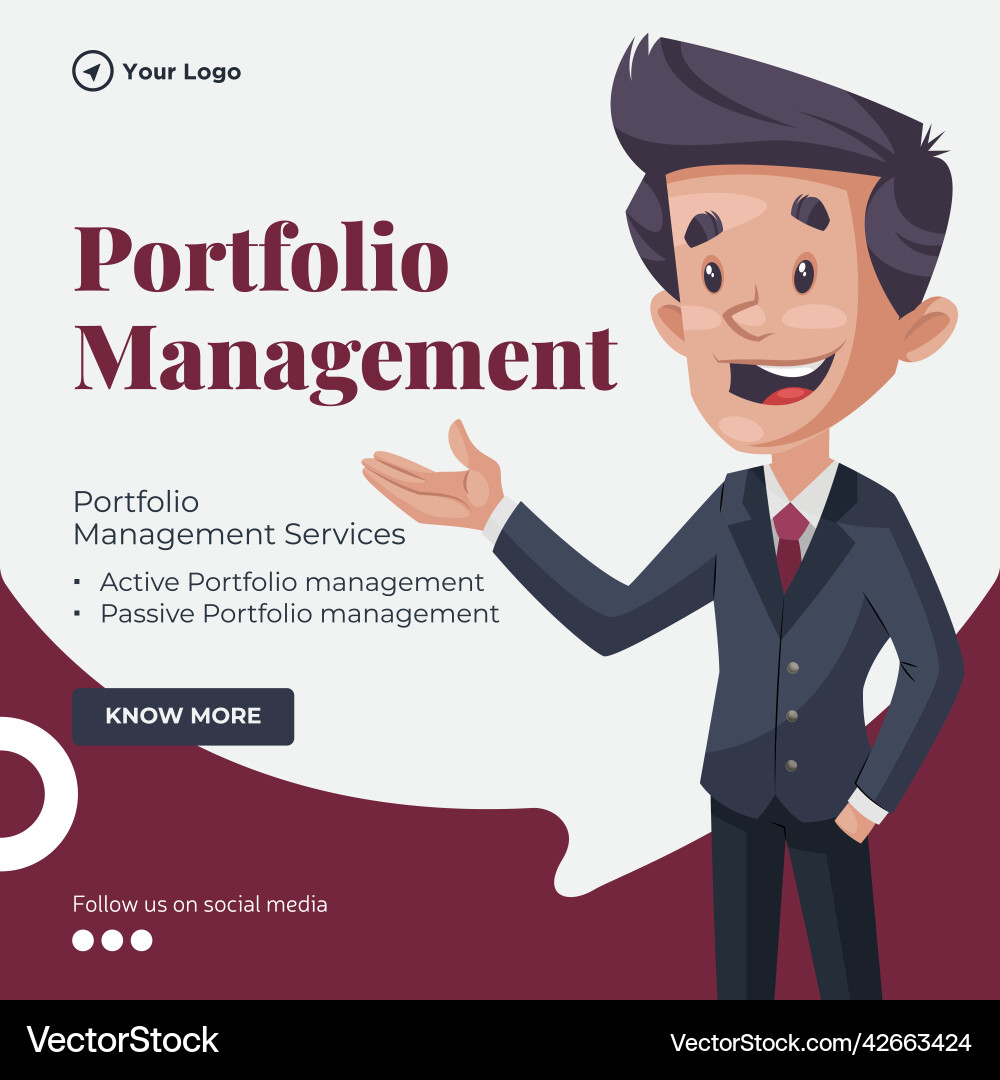 Your Logo
Portfolio
Management
Portfolio
Management Services
▪ Active Portfolio management
▪ Passive Portfolio management
KNOW MORE
Follow us on social media
VectorStock
VectorStock.com/42663424